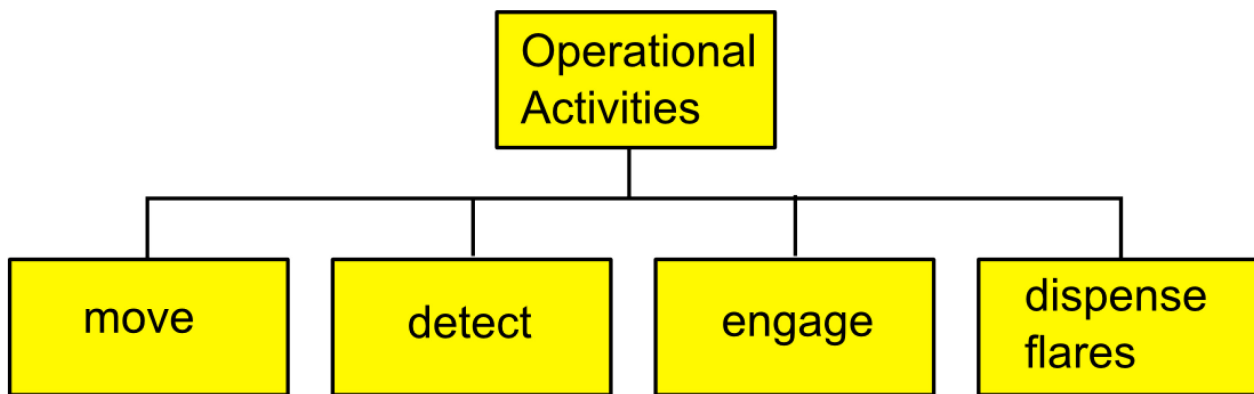 Operational
Activities
move
detect
engage
dispense
flares